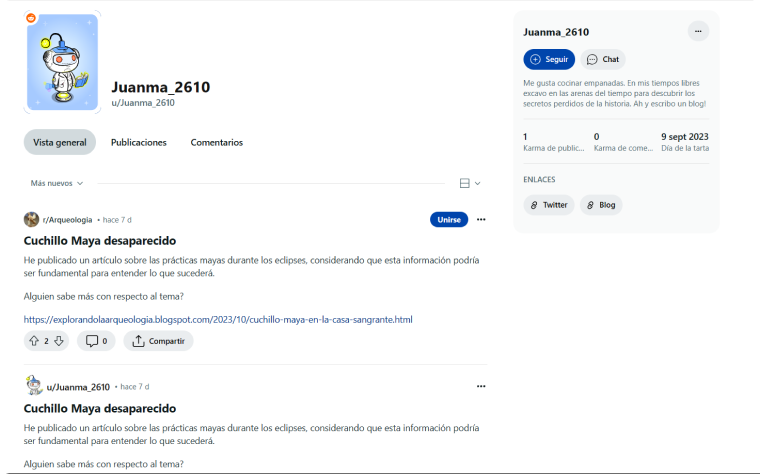 Juanma_2610
u/Juanma_2610
Vista general
Publicaciones
Comentarios
Más nuevos
r/Arqueologia • hace 7 d
Unirse
Cuchillo Maya desaparecido
He publicado un artículo sobre las prácticas mayas durante los eclipses, considerando que esta información podría
ser fundamental para entender lo que sucederá.
Alguien sabe más con respecto al tema?
https://explorandolaarqueologia.blogspot.com/2023/10/cuchillo-maya-en-la-casa-sangrante.html
2
0
Compartir
u/Juanma_2610 • hace 7 d
Cuchillo Maya desaparecido
He publicado un artículo sobre las prácticas mayas durante los eclipses, considerando que esta información podría
ser fundamental para entender lo que sucederá.
Alguien sabe más con respecto al tema?
Juanma_2610
Seguir
Chat
Me gusta cocinar empanadas. En mis tiempos libres
excavo en las arenas del tiempo para descubrir los
secretos perdidos de la historia. Ah y escribo un blog!
1
Karma de public...
0
Karma de come...
9 sept 2023
Día de la tarta
ENLACES
Twitter
Blog